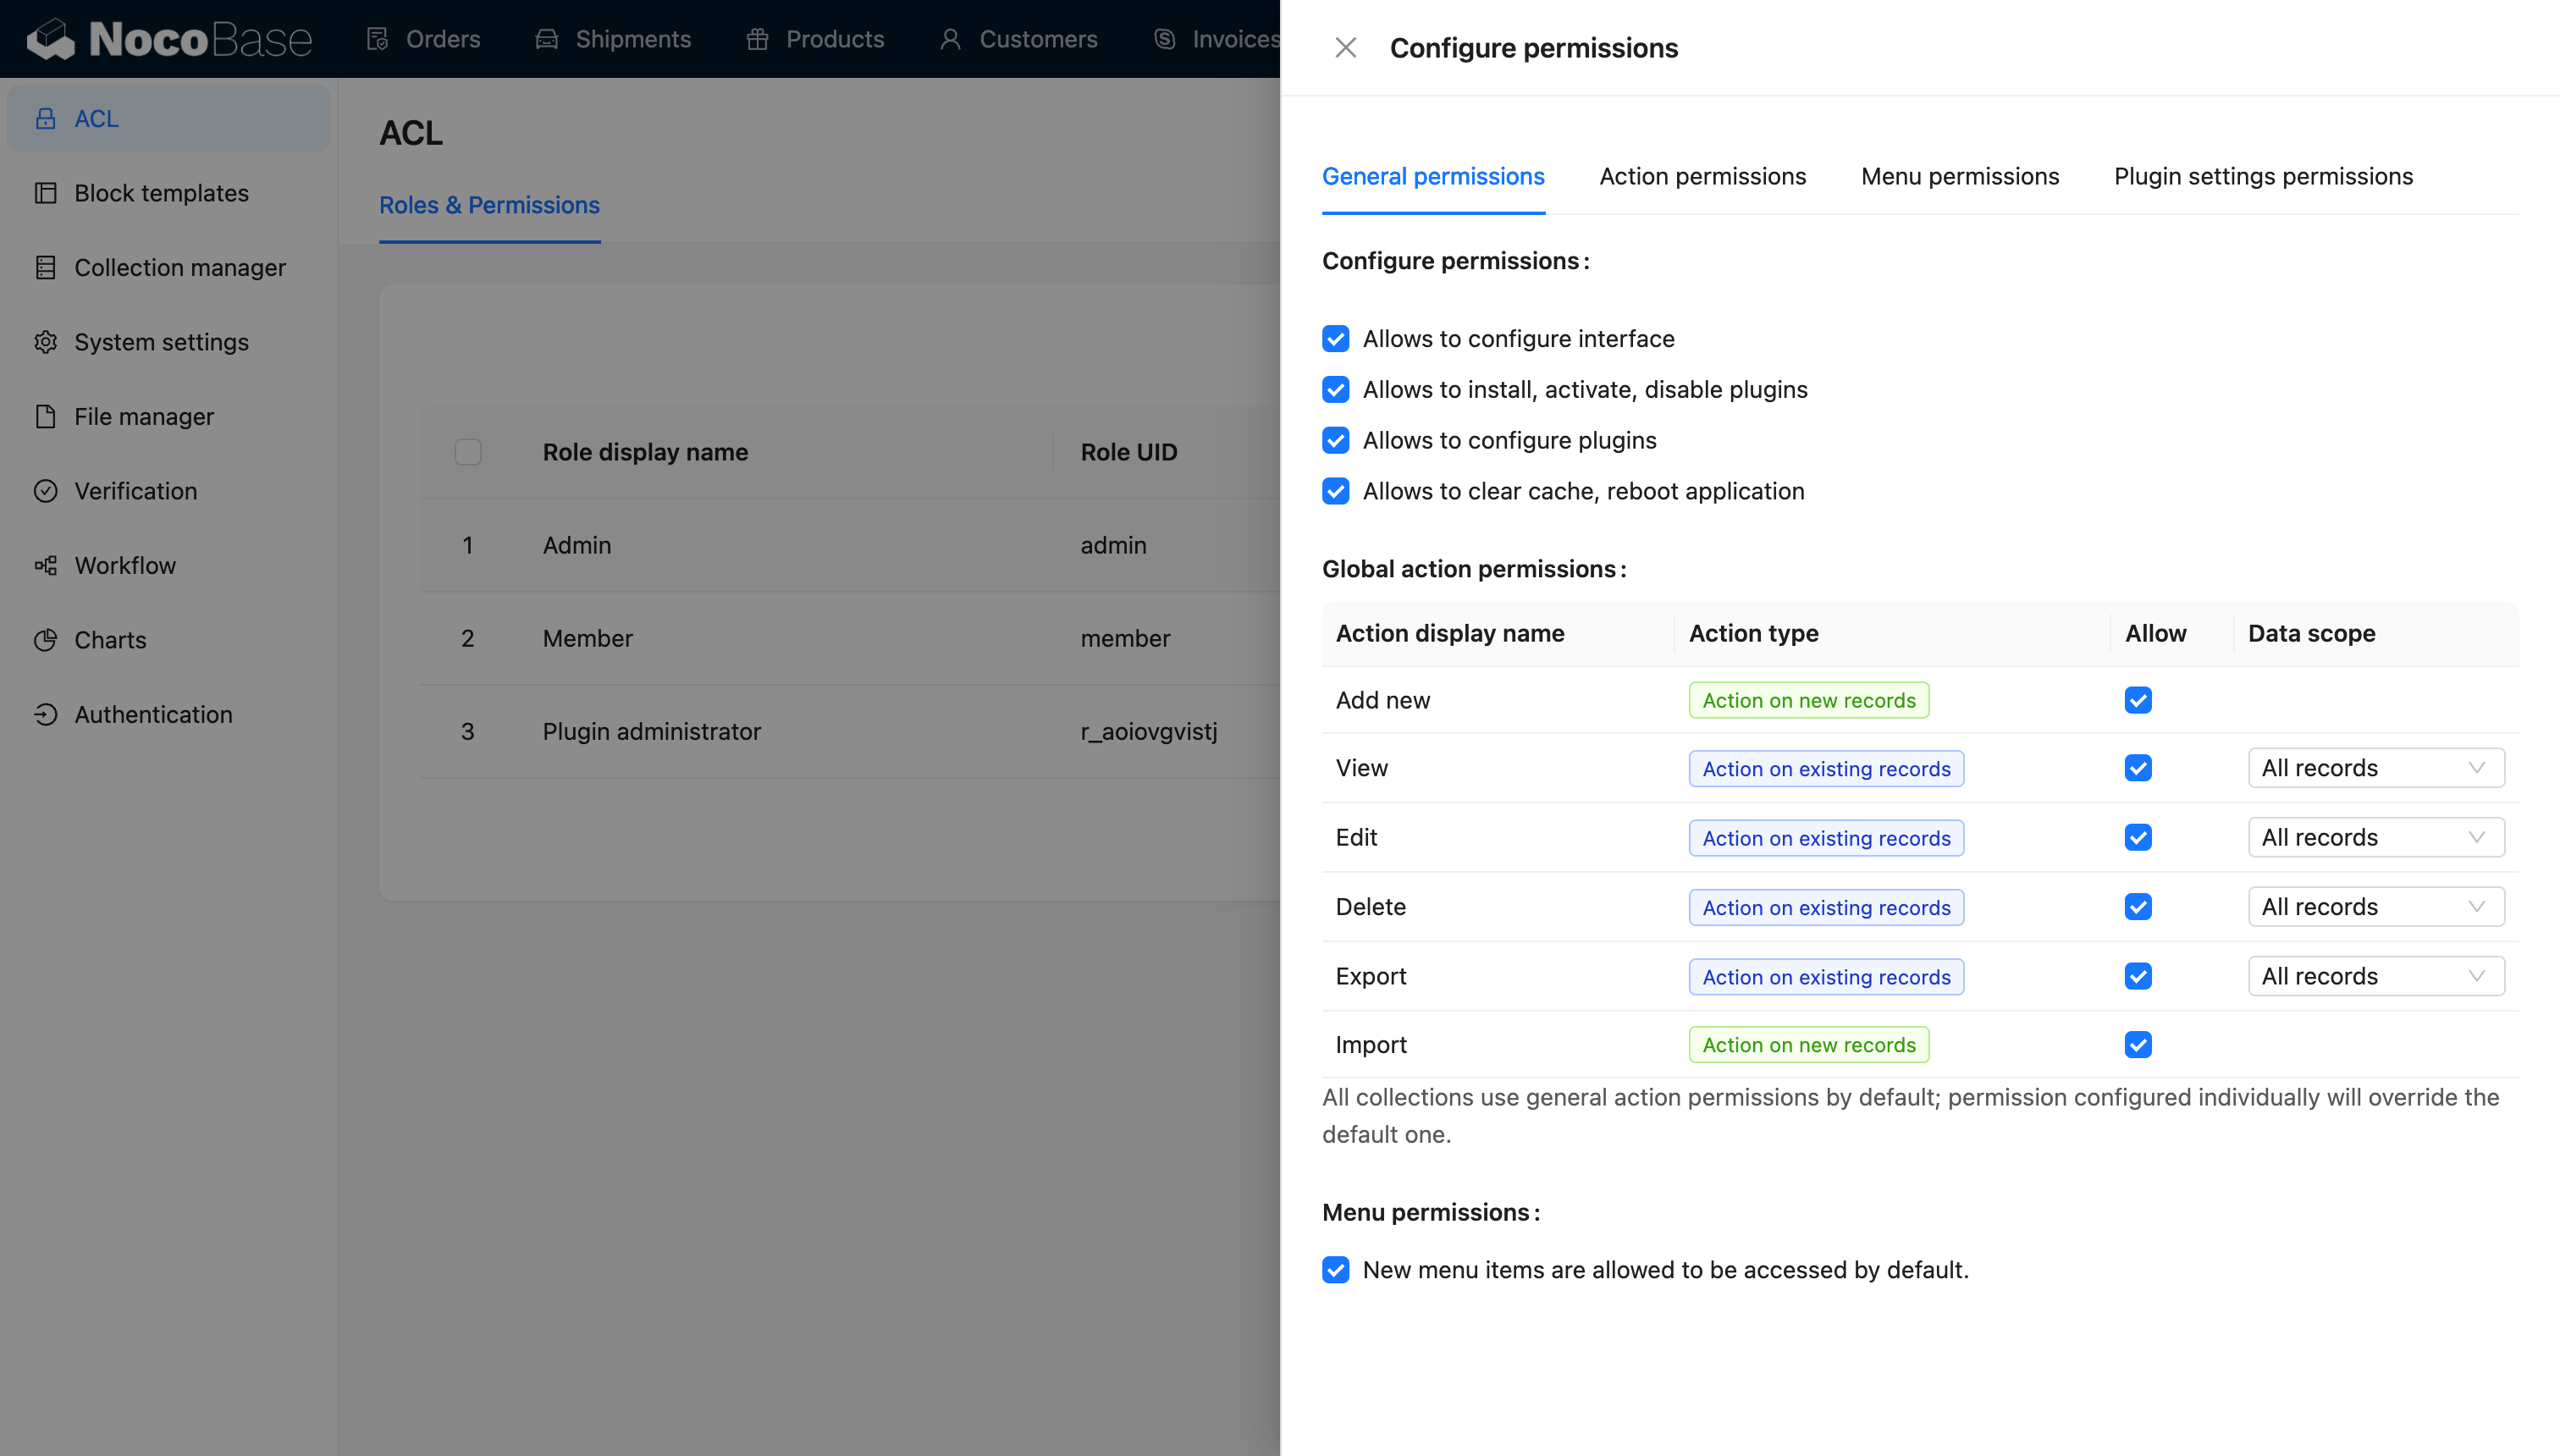 NocoBase Orders Shipments Products Customers Invoices
ACL
Block templates
Collection manager
System settings
File manager
Verification
Workflow
Charts
Authentication
ACL
Roles & Permissions
Role display name Role UID
1 Admin admin
2 Member member
3 Plugin administrator r_aoiovgvistj
Configure permissions
General permissions Action permissions Menu permissions Plugin settings permissions
Configure permissions:
Allows to configure interface
Allows to install, activate, disable plugins
Allows to configure plugins
Allows to clear cache, reboot application
Global action permissions:
Action display name Action type Allow Data scope
Add new Action on new records
View Action on existing records All records
Edit Action on existing records All records
Delete Action on existing records All records
Export Action on existing records All records
Import Action on new records
All collections use general action permissions by default; permission configured individually will override the
default one.
Menu permissions:
New menu items are allowed to be accessed by default.